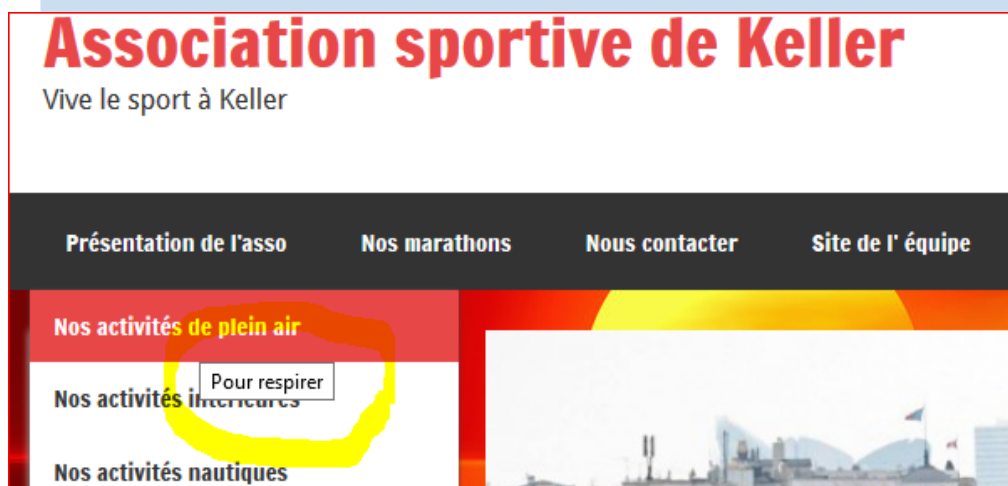 Association sportive de Keller
Vive le sport à Keller
Présentation de l'asso Nos marathons Nous contacter Site de l' équipe
Nos activités de plein air
Pour respirer
Nos activités intérieures
Nos activités nautiques